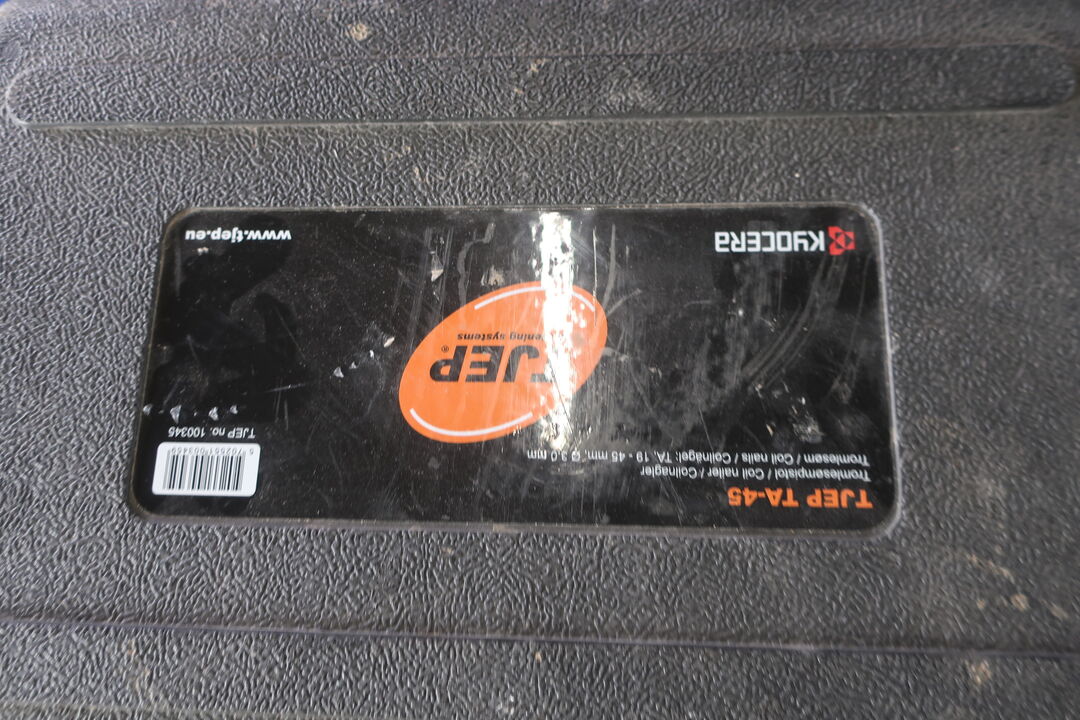 TJEP TA-45
Tromlesømpistol / Coil nailer / Coilnagler
Tromlesøm / Coil nails / Coilnägel: TA, 19 - 45 mm, Ø 3.0 mm
TJEP no. 100345
TJEP®
KYOCERA
www.tjep.eu